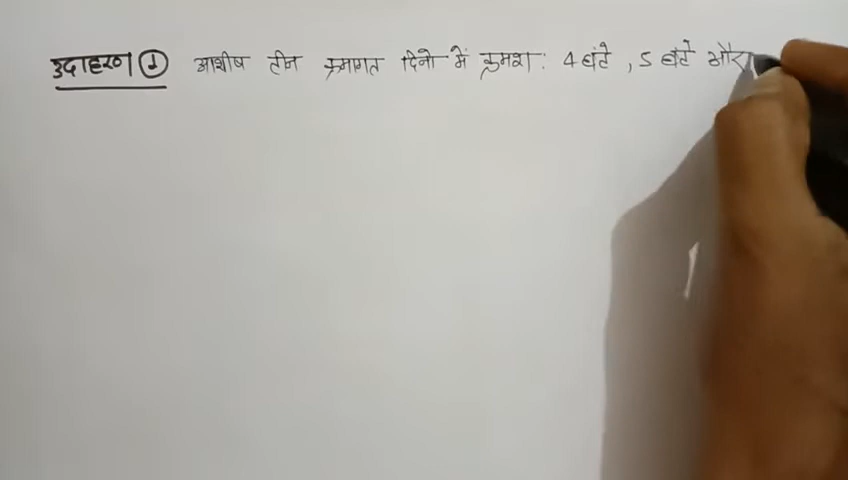 उदाहरण 1 आशीष तीन क्रमागत दिनो में क्रमश: 4 घंटे , 5 घंटे और